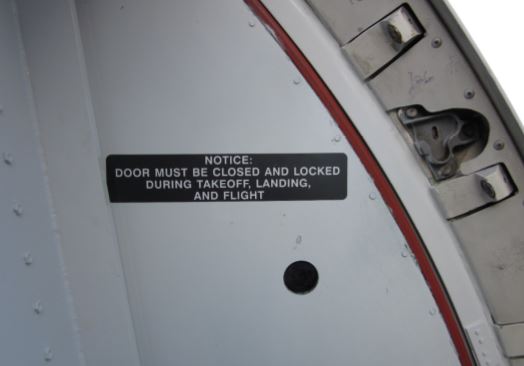 NOTICE:
DOOR MUST BE CLOSED AND LOCKED
DURING TAKEOFF, LANDING,
AND FLIGHT